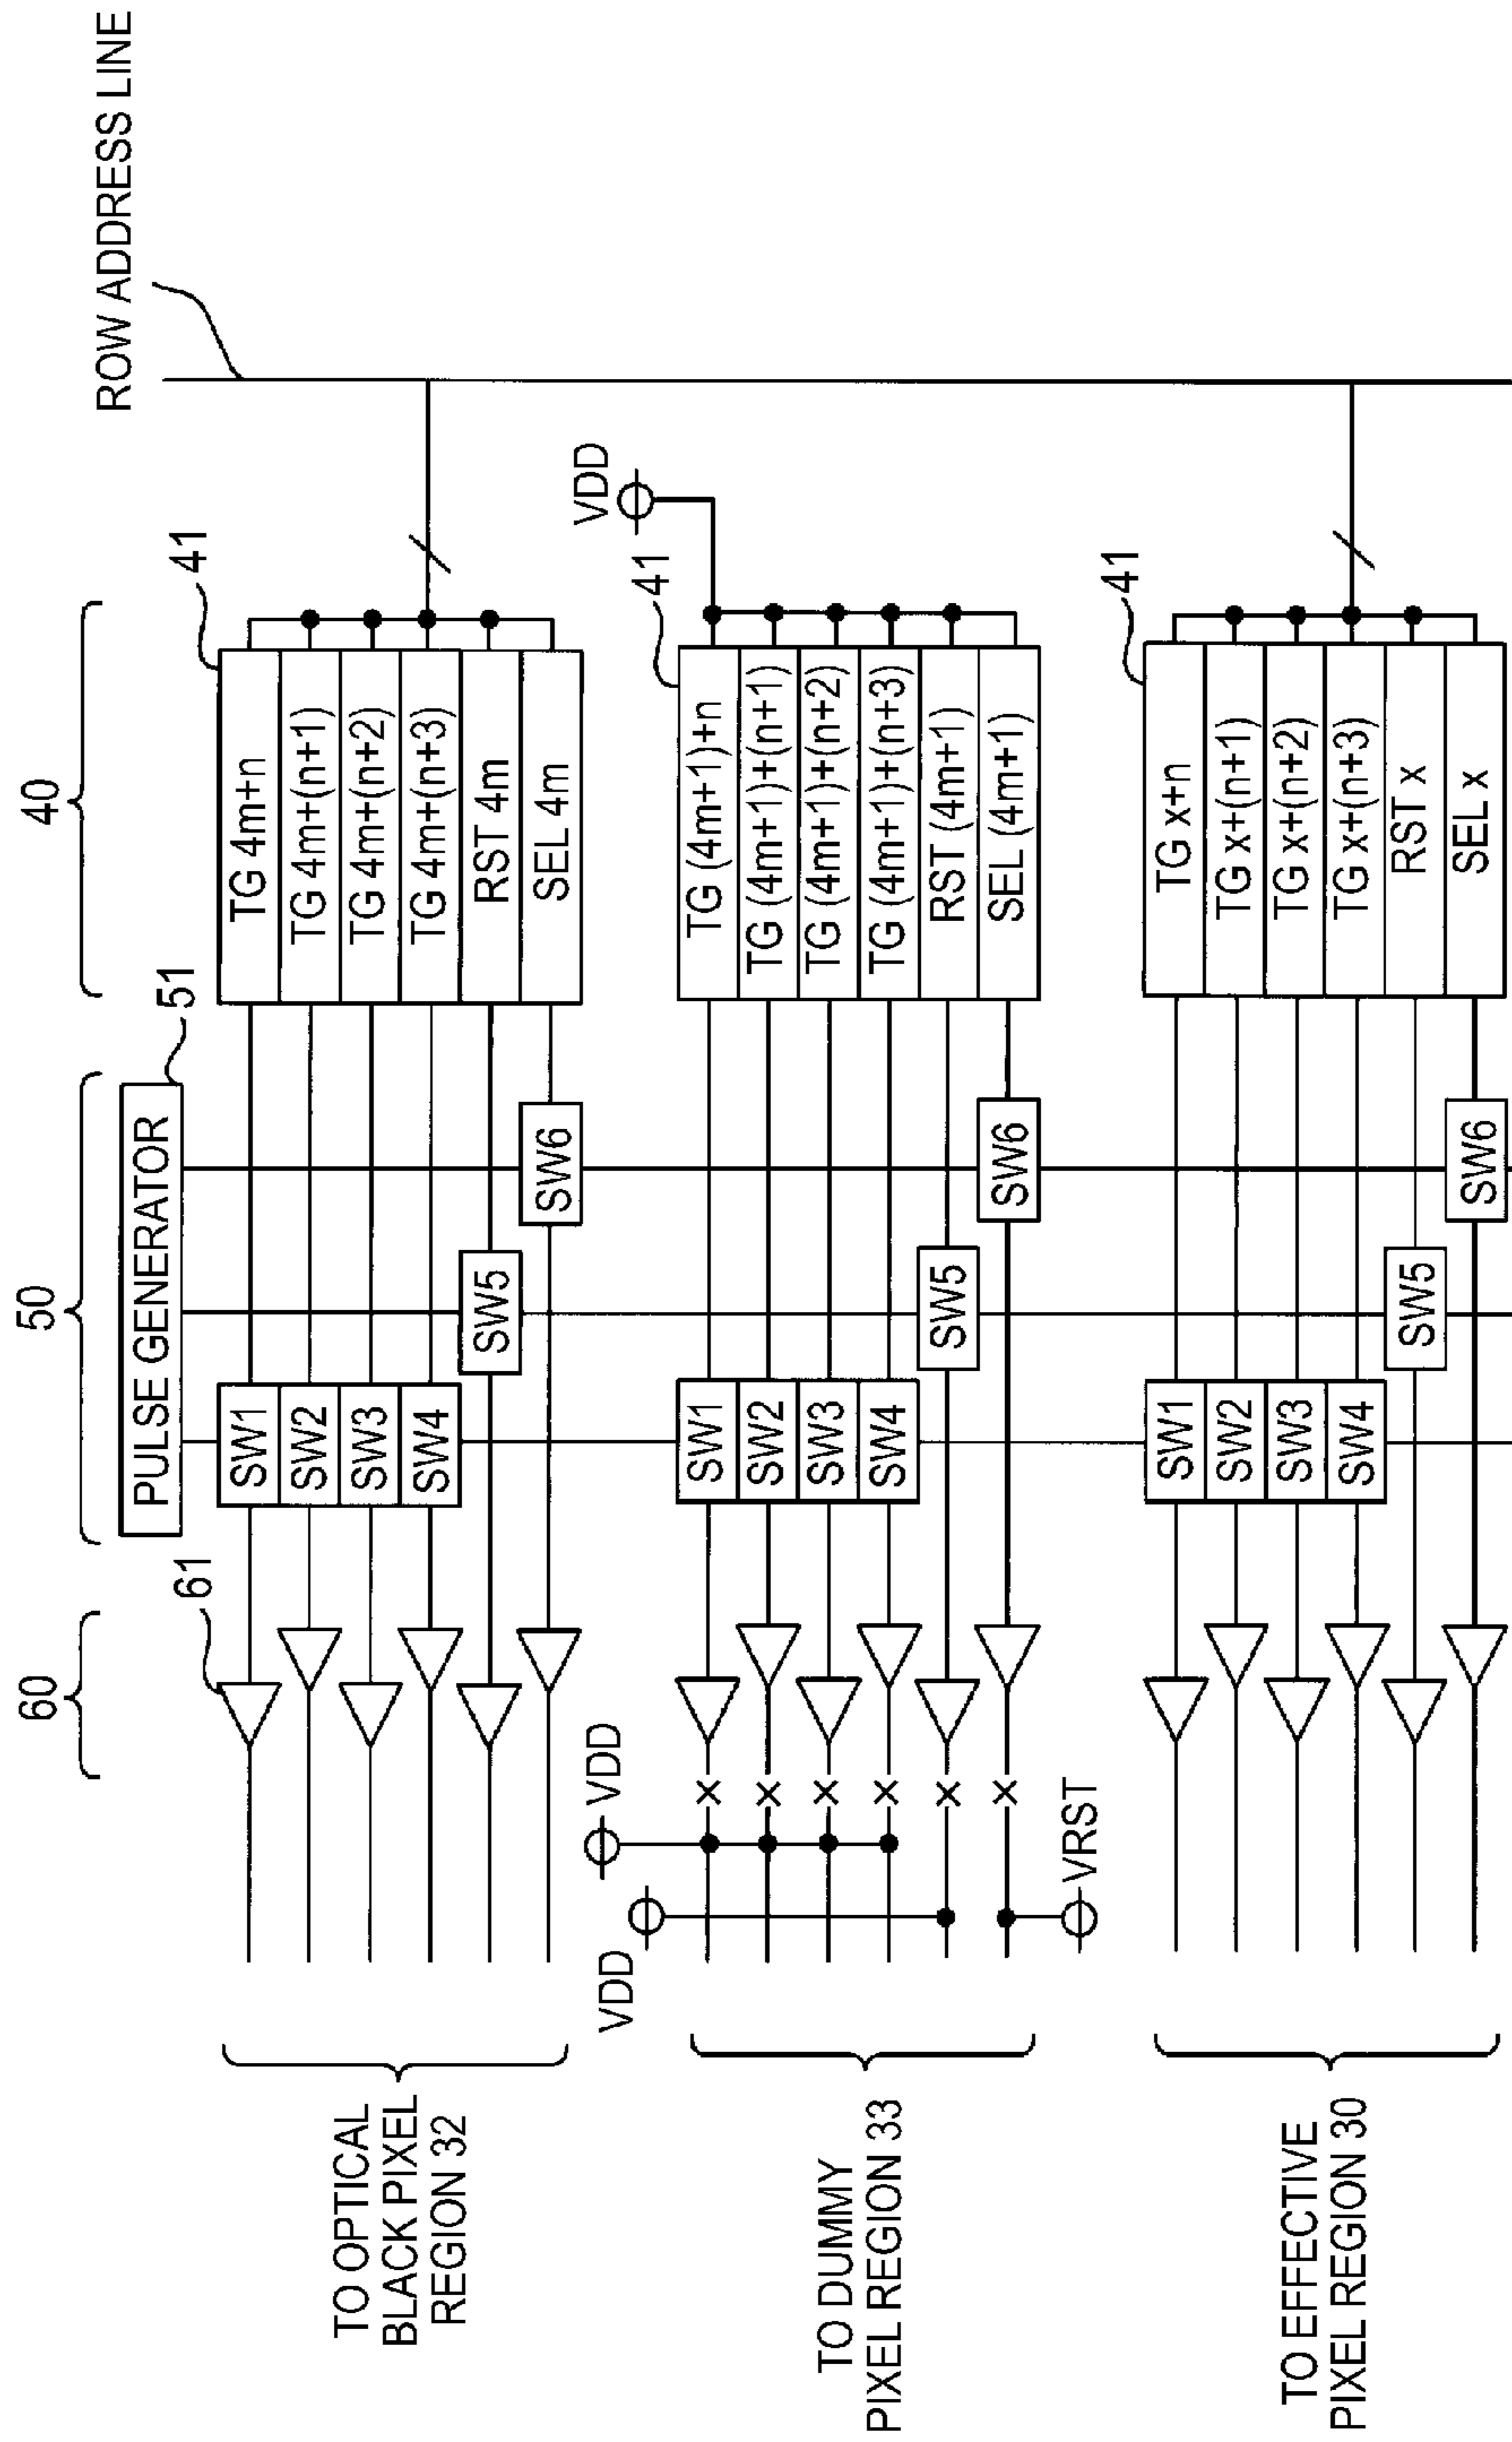 ROW ADDRESS LINE
40
50
60
41
TG 4m+n
TG 4m+(n+1)
TG 4m+(n+2)
TG 4m+(n+3)
RST 4m
SEL 4m
PULSE GENERATOR
51
SW1
SW2
SW3
SW4
SW5
SW6
61
TO OPTICAL
BLACK PIXEL
REGION 32
VDD
41
TG (4m+1)+n
TG (4m+1)+(n+1)
TG (4m+1)+(n+2)
TG (4m+1)+(n+3)
RST (4m+1)
SEL (4m+1)
SW1
SW2
SW3
SW4
SW5
SW6
VDD
VDD
VRST
TO DUMMY
PIXEL REGION 33
41
TG x+n
TG x+(n+1)
TG x+(n+2)
TG x+(n+3)
RST x
SEL x
SW1
SW2
SW3
SW4
SW5
SW6
TO EFFECTIVE
PIXEL REGION 30